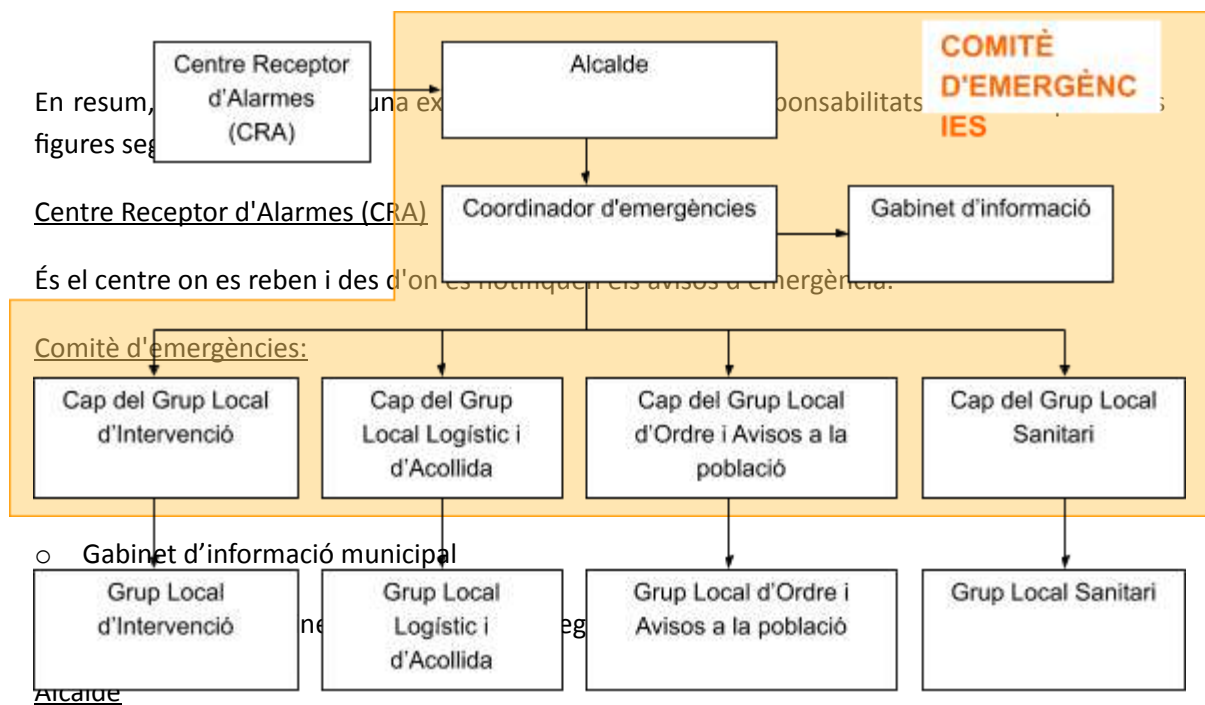 Centre Receptor
d'Alarmes
(CRA)
Alcalde
COMITÈ
D'EMERGÈNC
IES
En resum,
una
figures
Centre Receptor d'Alarmes (CRA)
Coordinador d'emergències
Gabinet d'informació
És el centre on es reben i des d'on es notifiquen els avisos d'emergència.
Comitè d'emergències:
Cap del Grup Local
d'Intervenció
Cap del Grup
Local Logístic i
d'Acollida
Cap del Grup Local
d'Ordre i Avisos a la
població
Cap del Grup Local
Sanitari
o Gabinet d’informació municipal
Grup Local
d'Intervenció
Grup Local
Logístic i
d'Acollida
Grup Local d'Ordre i
Avisos a la població
Grup Local Sanitari
Alcalde